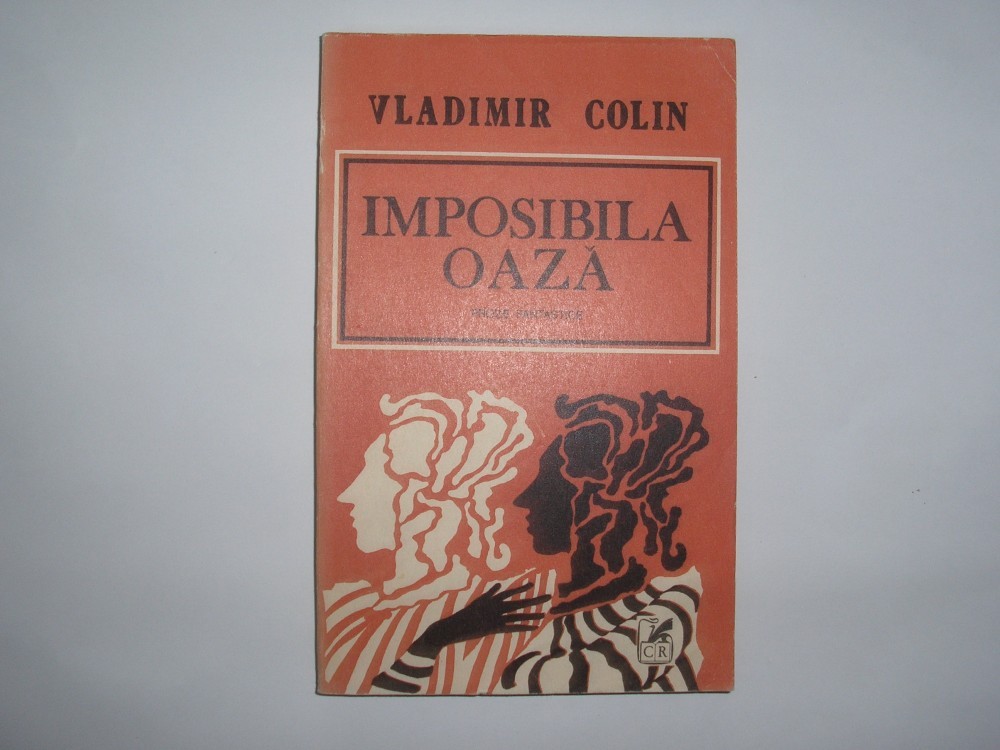 VLADIMIR COLIN
IMPOSIBILA
OAZĂ
PROZE FANTASTICE
CR